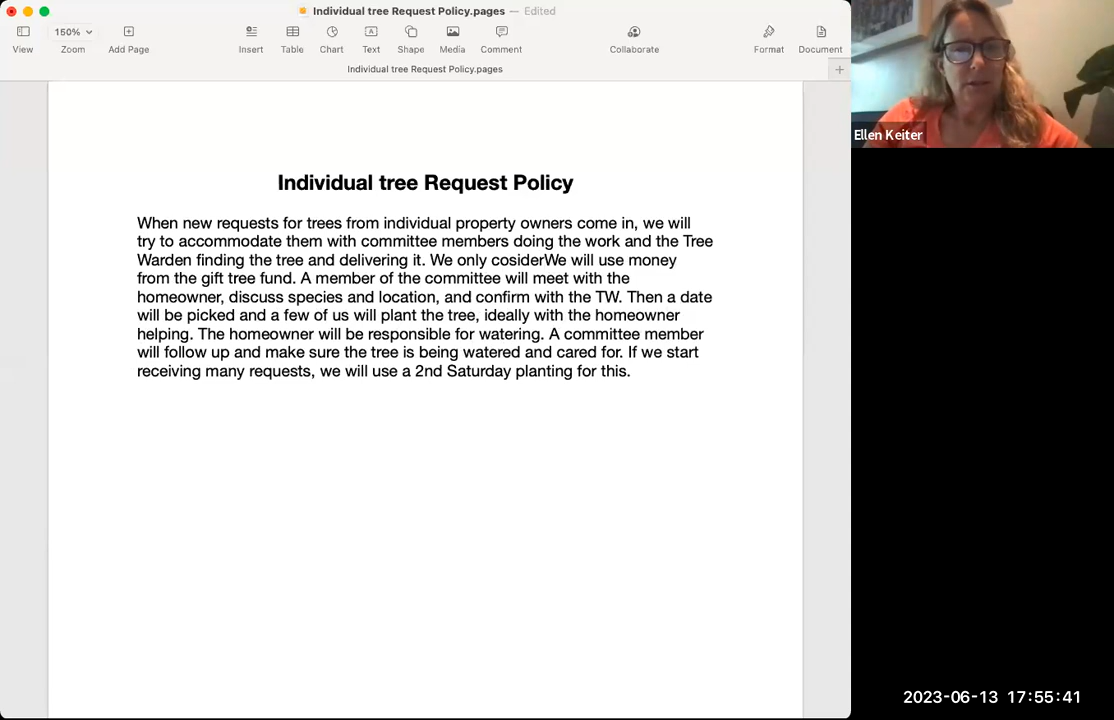 Individual tree Request Policy.pages — Edited
View
150%
Zoom
Add Page
Insert
Table
Chart
Text
Shape
Media
Comment
Collaborate
Format
Document
Individual tree Request Policy.pages
Ellen Keiter
Individual tree Request Policy
When new requests for trees from individual property owners come in, we will
try to accommodate them with committee members doing the work and the Tree
Warden finding the tree and delivering it. We only cosiderWe will use money
from the gift tree fund. A member of the committee will meet with the
homeowner, discuss species and location, and confirm with the TW. Then a date
will be picked and a few of us will plant the tree, ideally with the homeowner
helping. The homeowner will be responsible for watering. A committee member
will follow up and make sure the tree is being watered and cared for. If we start
receiving many requests, we will use a 2nd Saturday planting for this.
2023-06-13 17:55:41